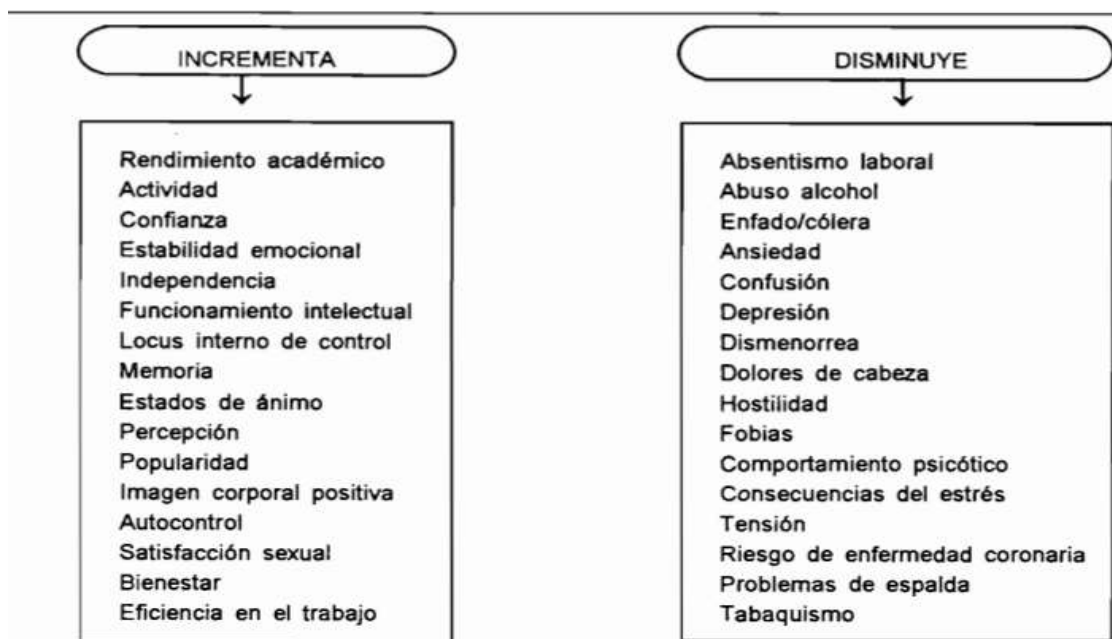 INCREMENTA
Rendimiento académico
Actividad
Confianza
Estabilidad emocional
Independencia
Funcionamiento intelectual
Locus interno de control
Memoria
Estados de ánimo
Percepción
Popularidad
Imagen corporal positiva
Autocontrol
Satisfacción sexual
Bienestar
Eficiencia en el trabajo
DISMINUYE
Absentismo laboral
Abuso alcohol
Enfado/cólera
Ansiedad
Confusión
Depresión
Dismenorrea
Dolores de cabeza
Hostilidad
Fobias
Comportamiento psicótico
Consecuencias del estrés
Tensión
Riesgo de enfermedad coronaria
Problemas de espalda
Tabaquismo